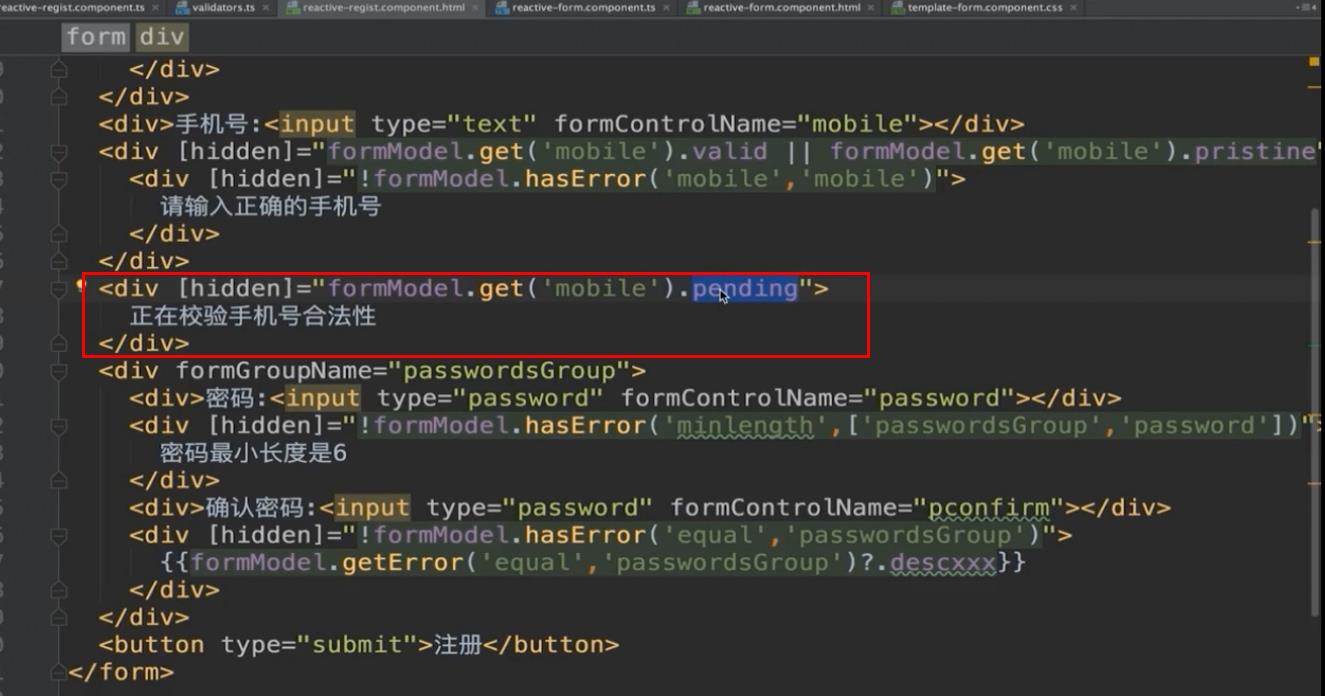 reactive-regist.component.ts validators.ts reactive-regist.component.html reactive-form.component.ts reactive-form.component.html template-form.component.css
form div
</div>
</div>
<div>手机号:<input type="text" formControlName="mobile"></div>
<div [hidden]="formModel.get('mobile').valid || formModel.get('mobile').pristine"
<div [hidden]="!formModel.hasError('mobile','mobile')">
请输入正确的手机号
</div>
</div>
<div [hidden]="formModel.get('mobile').pending">
正在校验手机号合法性
</div>
<div formGroupName="passwordsGroup">
<div>密码:<input type="password" formControlName="password"></div>
<div [hidden]="!formModel.hasError('minlength',['passwordsGroup','password'])">
密码最小长度是6
</div>
<div>确认密码:<input type="password" formControlName="pconfirm"></div>
<div [hidden]="!formModel.hasError('equal','passwordsGroup')">
{{formModel.getError('equal','passwordsGroup')?.descxxx}}
</div>
</div>
<button type="submit">注册</button>
</form>